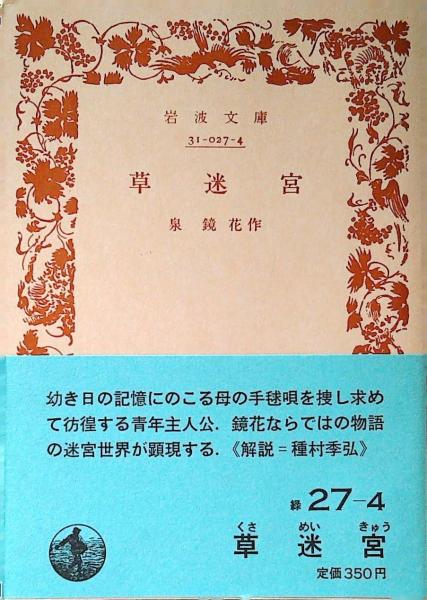 岩波文庫
31-027-4
草迷宮
泉鏡花作
幼き日の記憶にのこる母の手毬唄を捜し求め
て彷徨する青年主人公．鏡花ならではの物語
の迷宮世界が顕現する．《解説＝種村季弘》
緑 27-4
くさ めい きゅう
草迷宮
定価350円